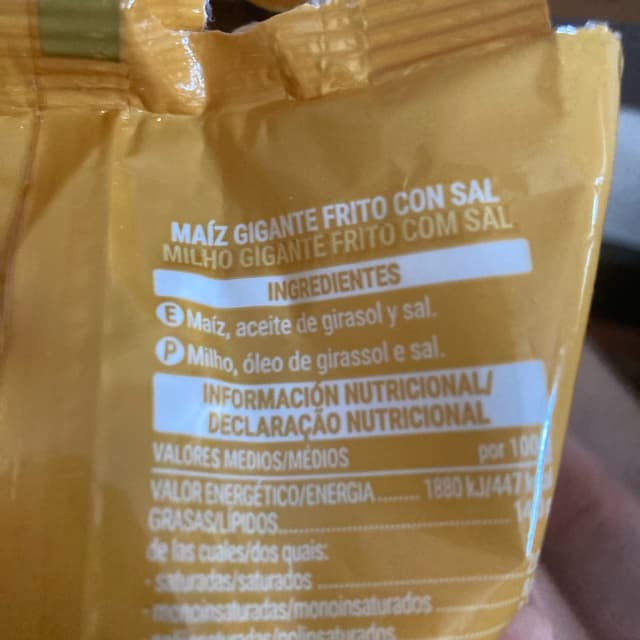 MAÍZ GIGANTE FRITO CON SAL
MILHO GIGANTE FRITO COM SAL
INGREDIENTES
E Maíz, aceite de girasol y sal.
P Milho, óleo de girassol e sal.
INFORMACIÓN NUTRICIONAL/
DECLARAÇÃO NUTRICIONAL
VALORES MEDIOS/MÉDIOS por 100
VALOR ENERGÉTICO/ENERGIA........ 1880 kJ/447
GRASAS/LÍPIDOS
de las cuales/dos quais:
- saturadas/saturados
- monoinsaturadas/monoinsaturados